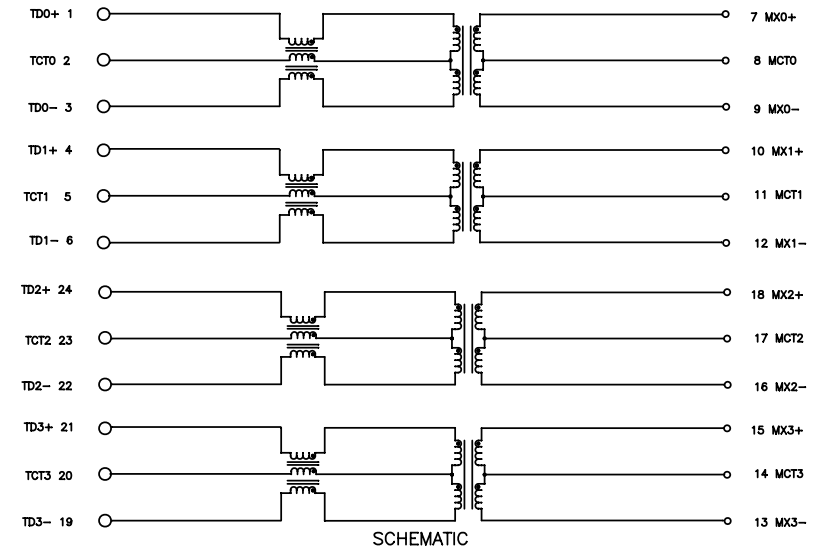 TD0+ 1
7 MX0+
TCT0 2
8 MCT0
TD0- 3
9 MX0-
TD1+ 4
10 MX1+
TCT1 5
11 MCT1
TD1- 6
12 MX1-
TD2+ 24
18 MX2+
TCT2 23
17 MCT2
TD2- 22
16 MX2-
TD3+ 21
15 MX3+
TCT3 20
14 MCT3
TD3- 19
13 MX3-
SCHEMATIC